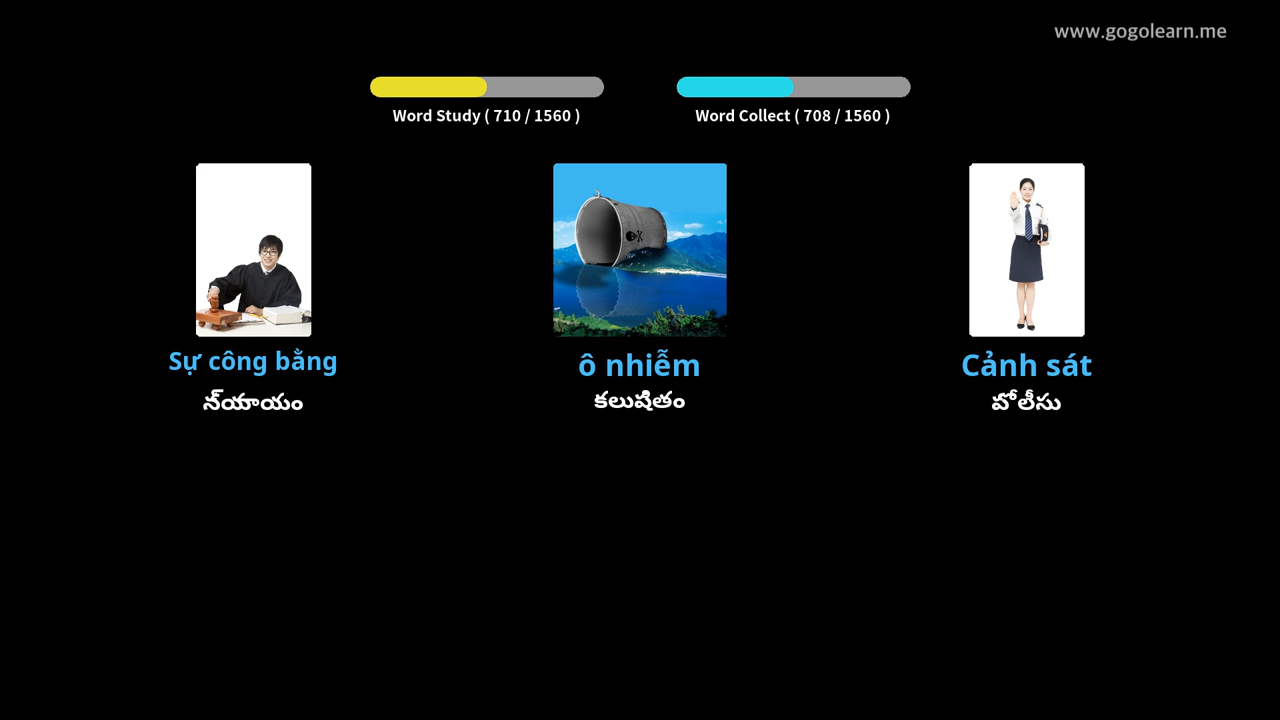 www.gogolearn.me
Word Study ( 710 / 1560 )
Word Collect ( 708 / 1560 )
Sự công bằng
ô nhiễm
Cảnh sát
న్యాయం
కలుషితం
పోలీసు